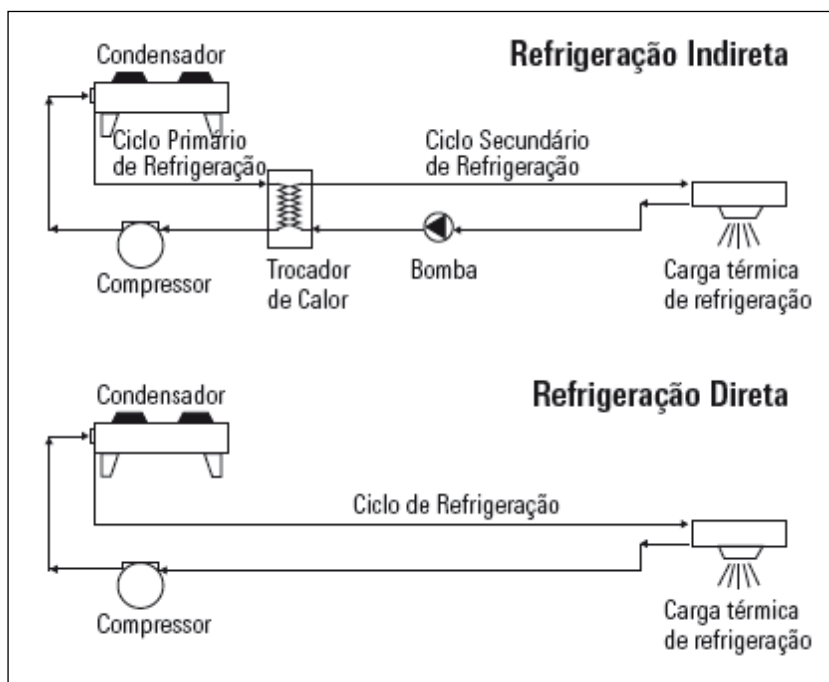 Refrigeração Indireta
Condensador
Ciclo Primário
de Refrigeração
Ciclo Secundário
de Refrigeração
Compressor
Trocador
de Calor
Bomba
Carga térmica
de refrigeração
Refrigeração Direta
Condensador
Ciclo de Refrigeração
Compressor
Carga térmica
de refrigeração